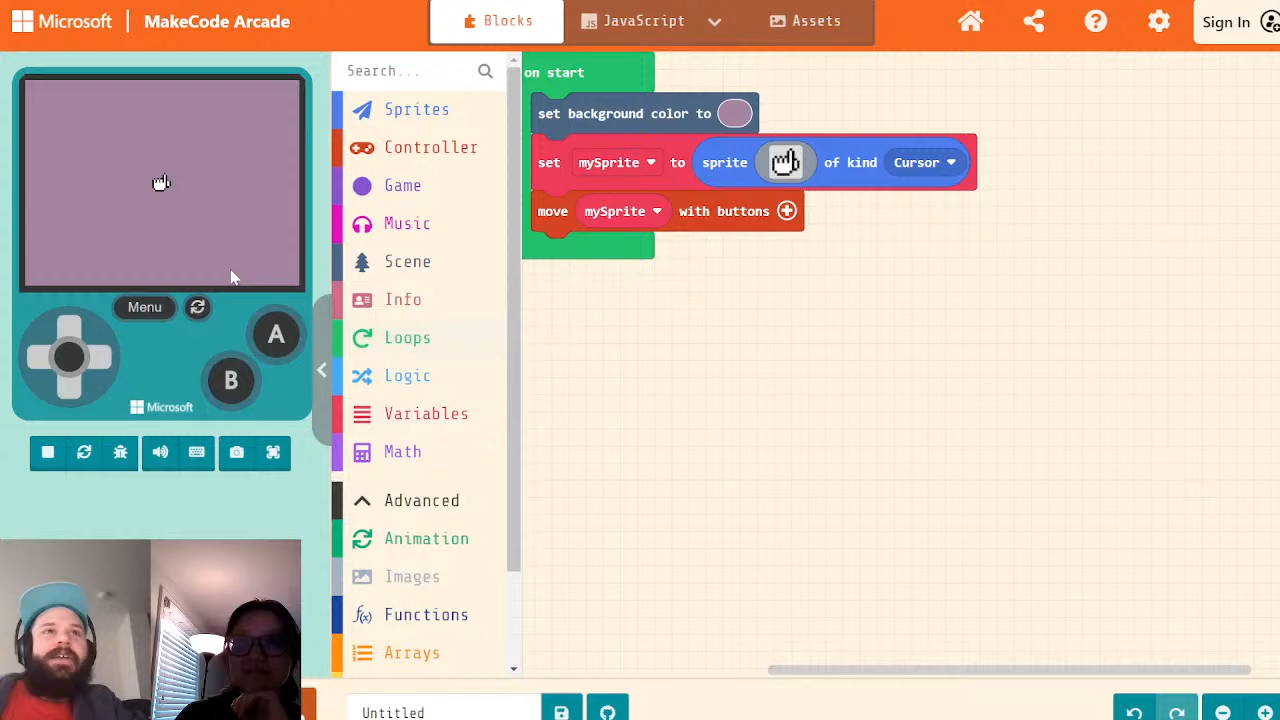 Microsoft
MakeCode Arcade
Blocks
JavaScript
Assets
Sign In
Search...
Sprites
Controller
Game
Music
Scene
Info
Loops
Logic
Variables
Math
Advanced
Animation
Images
Functions
Arrays
on start
set background color to
set mySprite to sprite of kind Cursor
move mySprite with buttons
Menu
A
B
Microsoft
Untitled